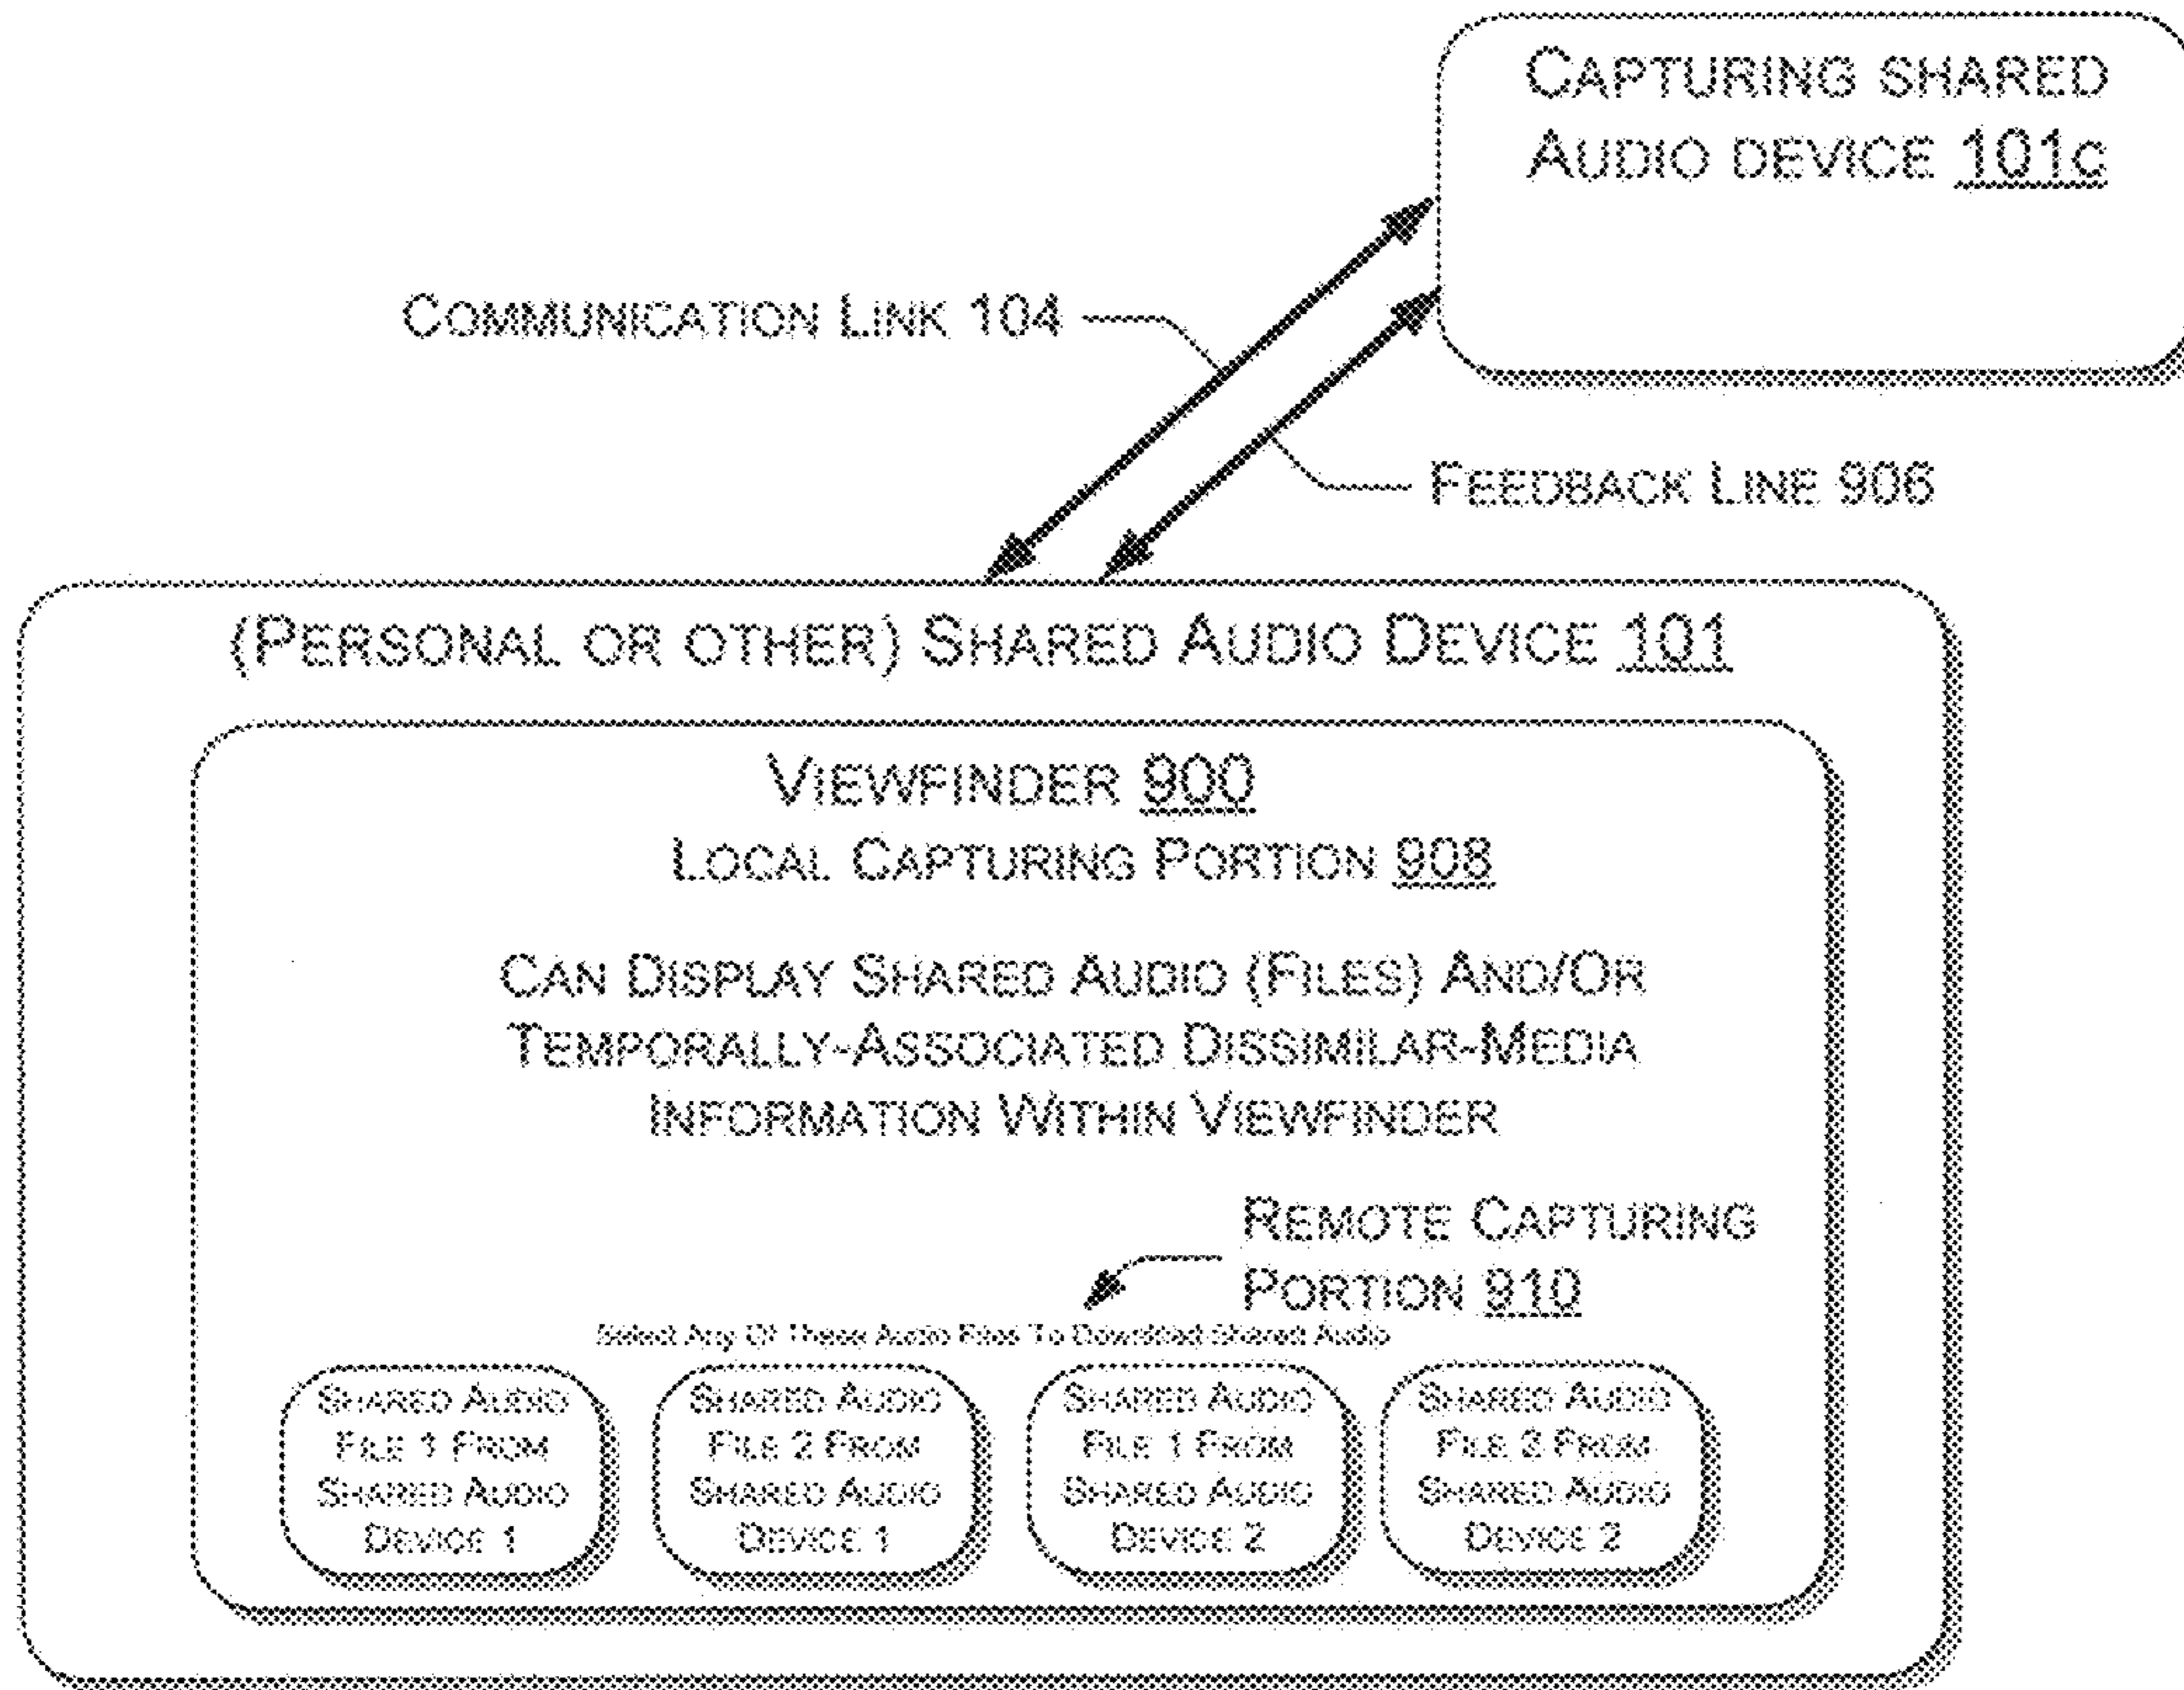 CAPTURING SHARED
AUDIO DEVICE 101c
COMMUNICATION LINK 104
FEEDBACK LINE 906
(PERSONAL OR OTHER) SHARED AUDIO DEVICE 101
VIEWFINDER 900
LOCAL CAPTURING PORTION 908
CAN DISPLAY SHARED AUDIO (FILES) AND/OR
TEMPORALLY-ASSOCIATED DISSIMILAR-MEDIA
INFORMATION WITHIN VIEWFINDER
REMOTE CAPTURING
PORTION 910
Select Any Of These Audio Files To Download Shared Audio
SHARED AUDIO
FILE 1 FROM
SHARED AUDIO
DEVICE 1
SHARED AUDIO
FILE 2 FROM
SHARED AUDIO
DEVICE 1
SHARED AUDIO
FILE 1 FROM
SHARED AUDIO
DEVICE 2
SHARED AUDIO
FILE FROM
SHARED AUDIO
DEVICE 2